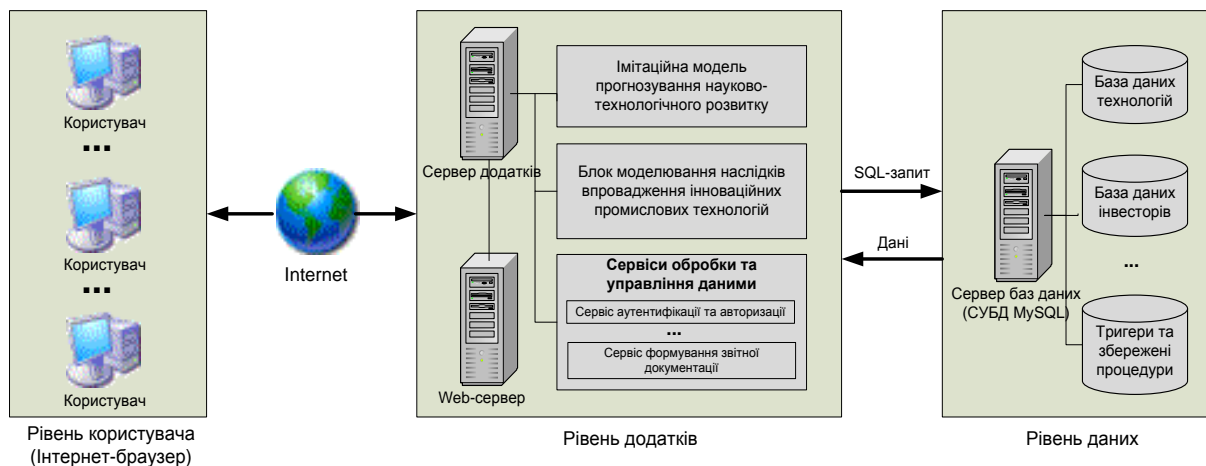 Користувач
...
Користувач
...
Користувач
Рівень користувача
(Інтернет-браузер)
Internet
Сервер додатків
Web-сервер
Імітаційна модель
прогнозування науково-
технологічного розвитку
Блок моделювання наслідків
впровадження інноваційних
промислових технологій
Сервіси обробки та
управління даними
Сервіс аутентифікації та авторизації
...
Сервіс формування звітної
документації
Рівень додатків
SQL-запит
Дані
Сервер баз даних
(СУБД MySQL)
База даних
технологій
База даних
інвесторів
...
Тригери та
збережені
процедури
Рівень даних